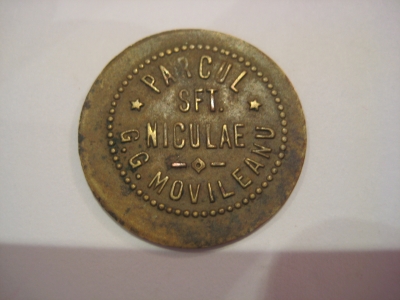 PARCUL
SFT.
NICULAE
G.G. MOVILEANU